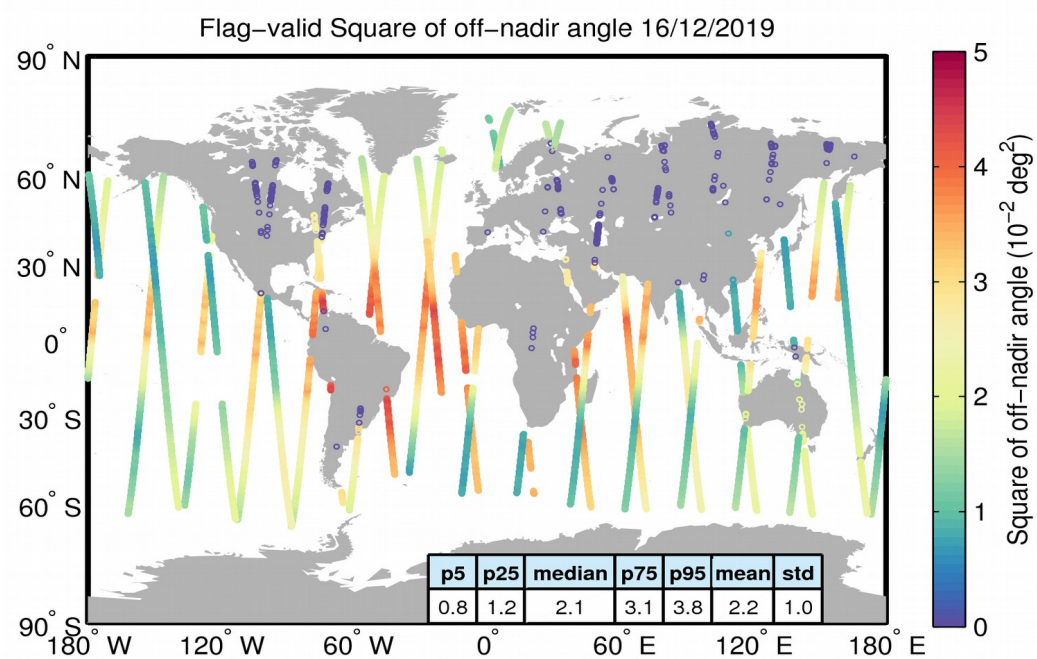 Flag−valid Square of off−nadir angle 16/12/2019
90° N
60° N
30° N
0°
30° S
60° S
90° S
180° W
120° W
60° W
0°
60° E
120° E
180° E
p5 p25 median p75 p95 mean std
0.8 1.2 2.1 3.1 3.8 2.2 1.0
5
4
3
2
1
0
Square of off−nadir angle (10⁻² deg²)